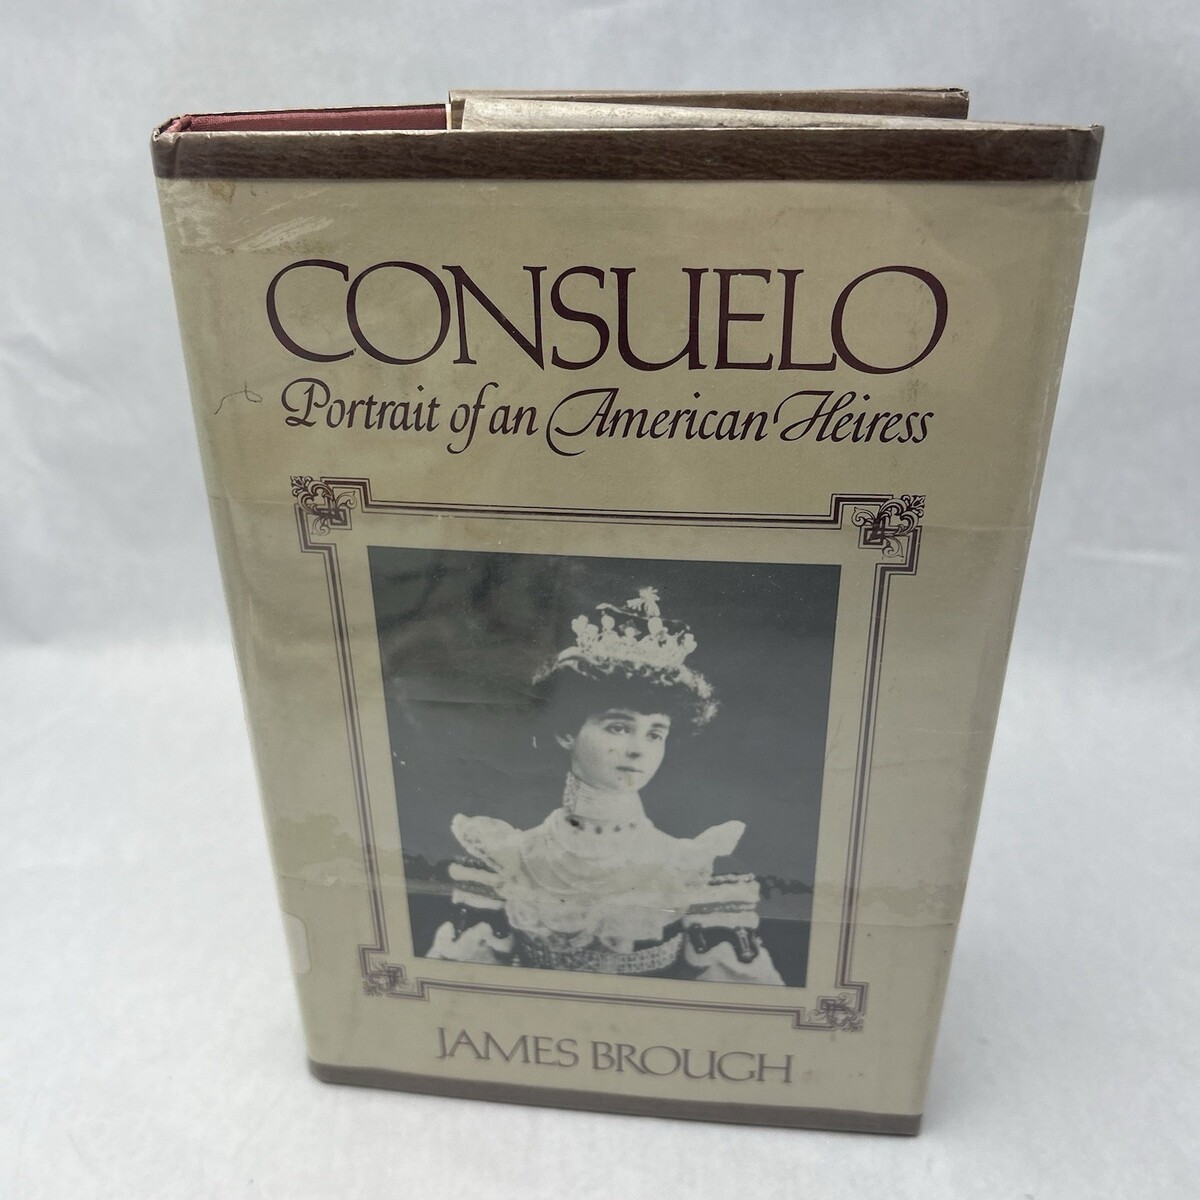 CONSUELO
Portrait of an American Heiress
JAMES BROUGH